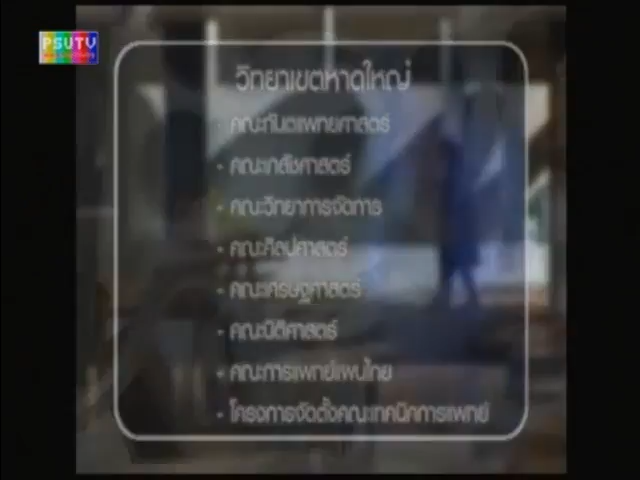 PSUTV
วิทยาเขตหาดใหญ่
· คณะทันตแพทยศาสตร์
· คณะเภสัชศาสตร์
· คณะวิทยาการจัดการ
· คณะศิลปศาสตร์
· คณะเศรษฐศาสตร์
· คณะนิติศาสตร์
· คณะการแพทย์แผนไทย
· โครงการจัดตั้งคณะเทคนิคการแพทย์